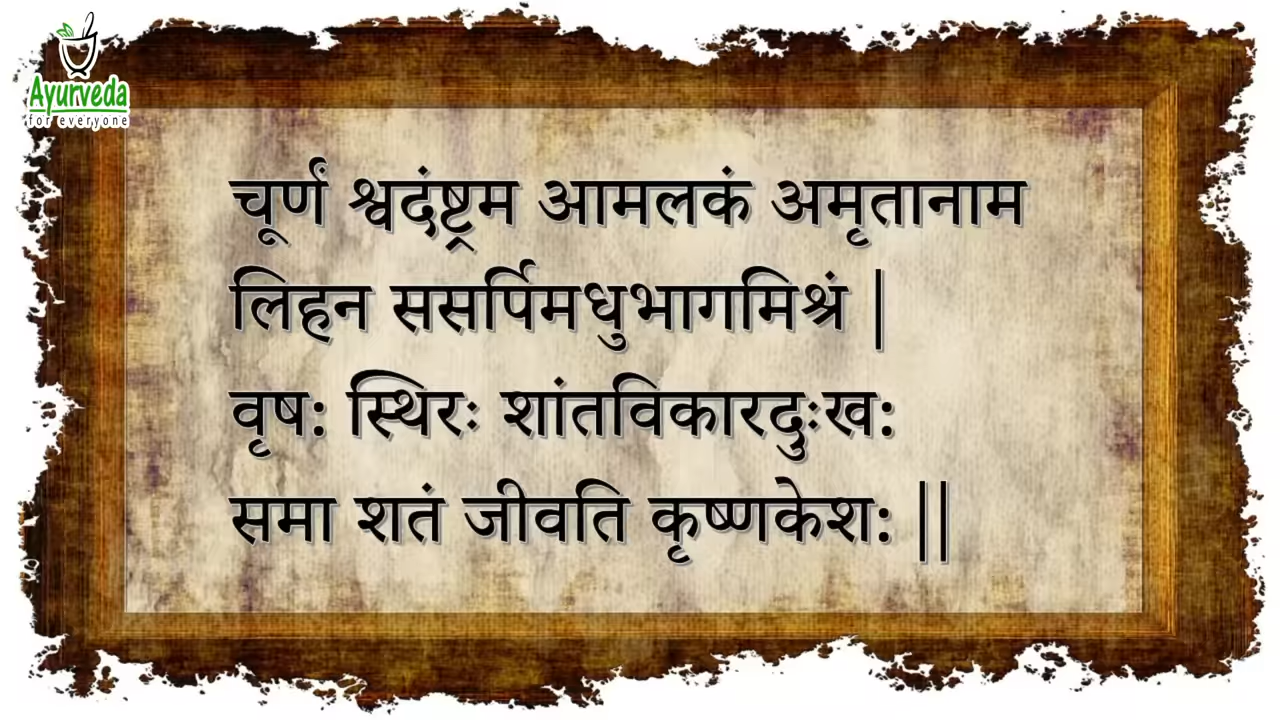 Ayurveda
for everyone
चूर्ण श्वदंष्ट्रम आमलकं अमृतानाम
लिहन ससर्पिमधुभागमिश्रं |
वृषः स्थिरः शांतविकारदुःखः
समा शतं जीवति कृष्णकेशः ||